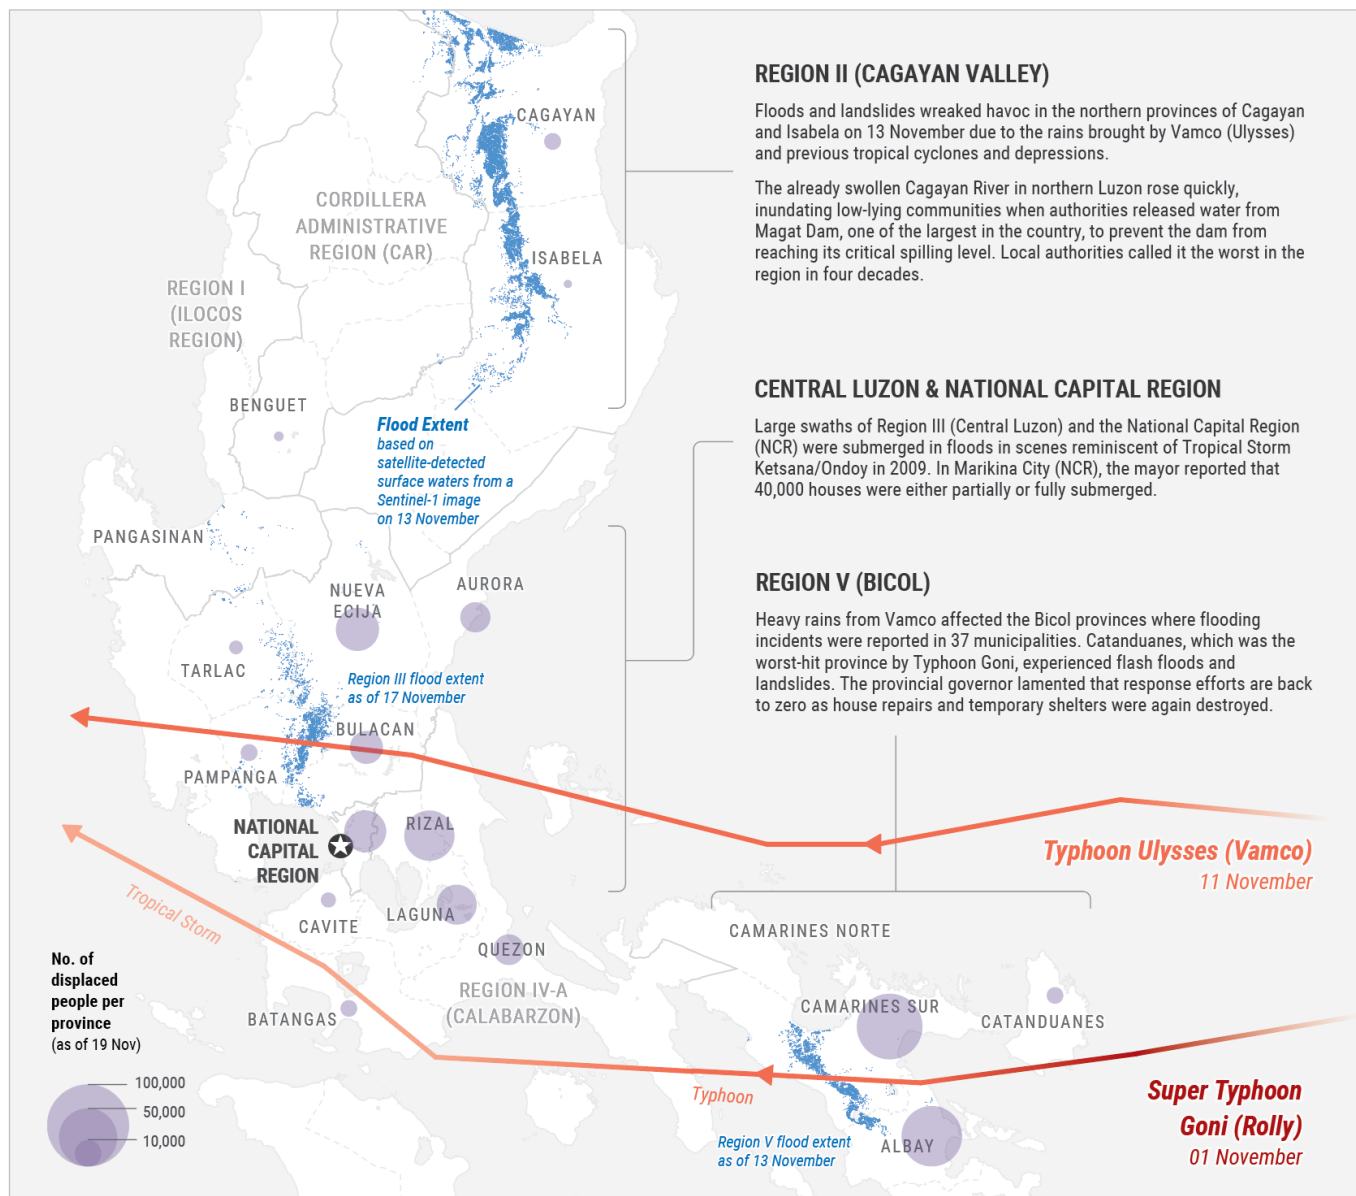 REGION II (CAGAYAN VALLEY)
Floods and landslides wreaked havoc in the northern provinces of Cagayan
and Isabela on 13 November due to the rains brought by Vamco (Ulysses)
and previous tropical cyclones and depressions.
The already swollen Cagayan River in northern Luzon rose quickly,
inundating low-lying communities when authorities released water from
Magat Dam, one of the largest in the country, to prevent the dam from
reaching its critical spilling level. Local authorities called it the worst in the
region in four decades.
CENTRAL LUZON & NATIONAL CAPITAL REGION
Large swaths of Region III (Central Luzon) and the National Capital Region
(NCR) were submerged in floods in scenes reminiscent of Tropical Storm
Ketsana/Ondoy in 2009. In Marikina City (NCR), the mayor reported that
40,000 houses were either partially or fully submerged.
REGION V (BICOL)
Heavy rains from Vamco affected the Bicol provinces where flooding
incidents were reported in 37 municipalities. Catanduanes, which was the
worst-hit province by Typhoon Goni, experienced flash floods and
landslides. The provincial governor lamented that response efforts are back
to zero as house repairs and temporary shelters were again destroyed.
CAGAYAN
CORDILLERA
ADMINISTRATIVE
REGION (CAR)
ISABELA
REGION I
(ILOCOS
REGION)
BENGUET
Flood Extent
based on
satellite-detected
surface waters from a
Sentinel-1 image
on 13 November
PANGASINAN
NUEVA
ECIJA
AURORA
TARLAC
Region III flood extent
as of 17 November
BULACAN
PAMPANGA
NATIONAL
CAPITAL
REGION
RIZAL
Typhoon Ulysses (Vamco)
11 November
Tropical Storm
CAVITE
LAGUNA
QUEZON
CAMARINES NORTE
REGION IV-A
(CALABARZON)
BATANGAS
CAMARINES SUR
CATANDUANES
Typhoon
Super Typhoon
Goni (Rolly)
01 November
Region V flood extent
as of 13 November
ALBAY
No. of
displaced
people per
province
(as of 19 Nov)
100,000
50,000
10,000